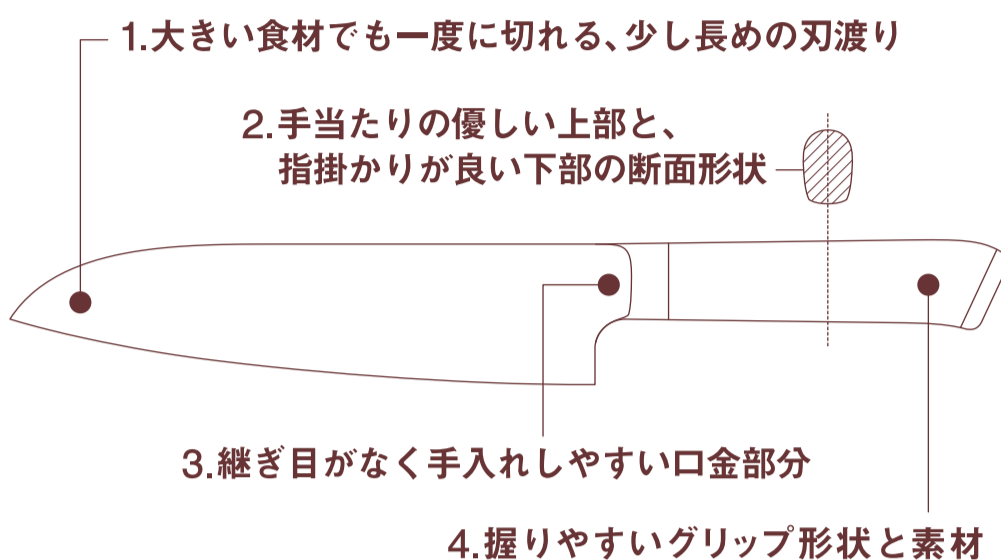 1.大きい食材でも一度に切れる、少し長めの刃渡り
2.手当たりの優しい上部と、
指掛かりが良い下部の断面形状
3.継ぎ目がなく手入れしやすい口金部分
4.握りやすいグリップ形状と素材